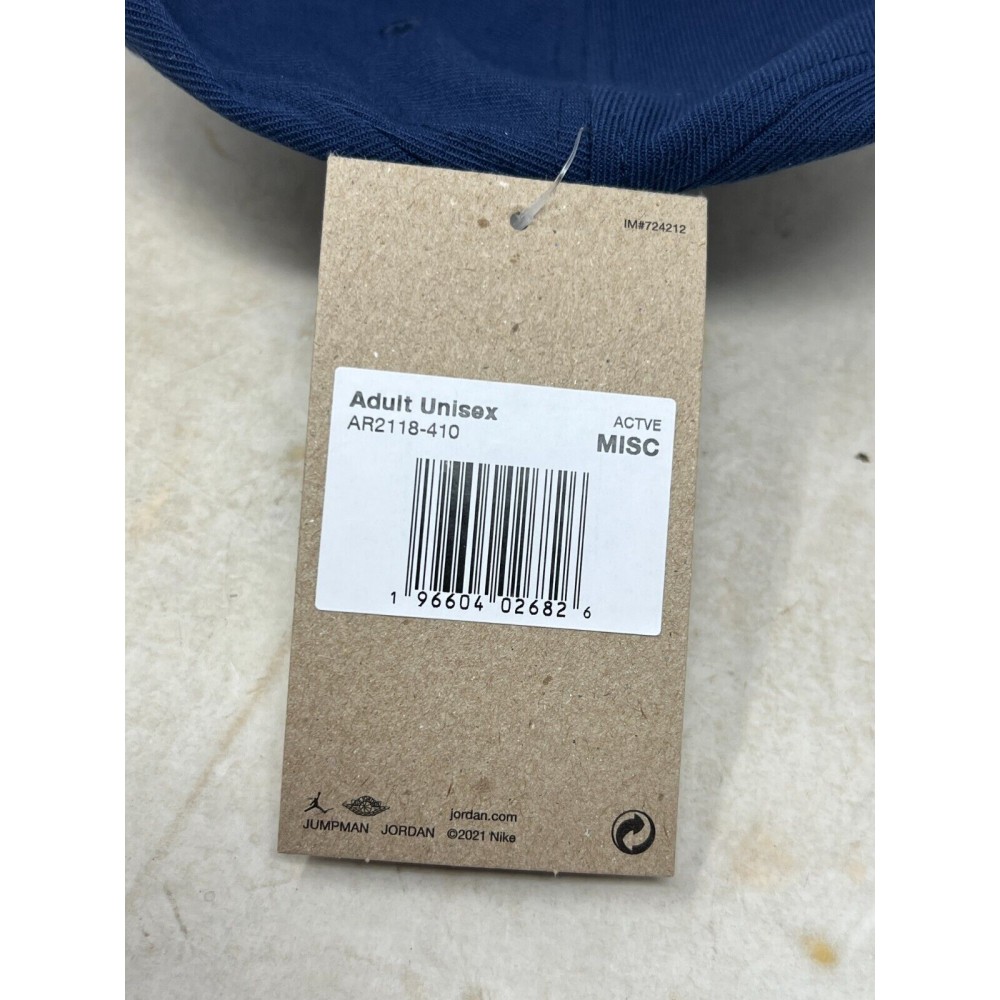 IM#724212
Adult Unisex
AR2118-410
ACTVE
MISC
1 96604 02682 6
jordan.com
JUMPMAN JORDAN ©2021 Nike